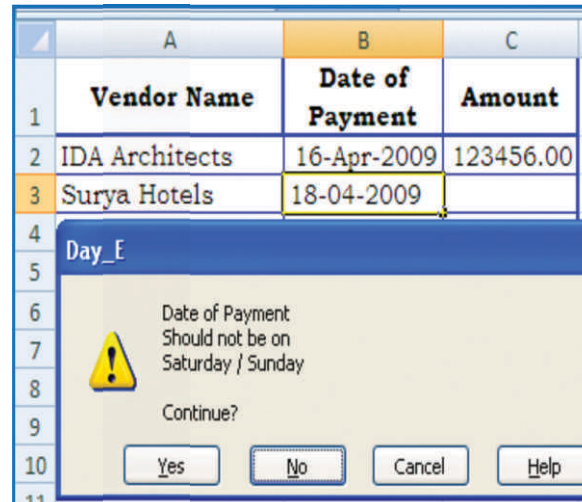 A B C
1 Vendor Name Date of Payment Amount
2 IDA Architects 16-Apr-2009 123456.00
3 Surya Hotels 18-04-2009
4
Day_E
5
6 Date of Payment
Should not be on
7 Saturday / Sunday
8
Continue?
9
10 Yes No Cancel Help
11